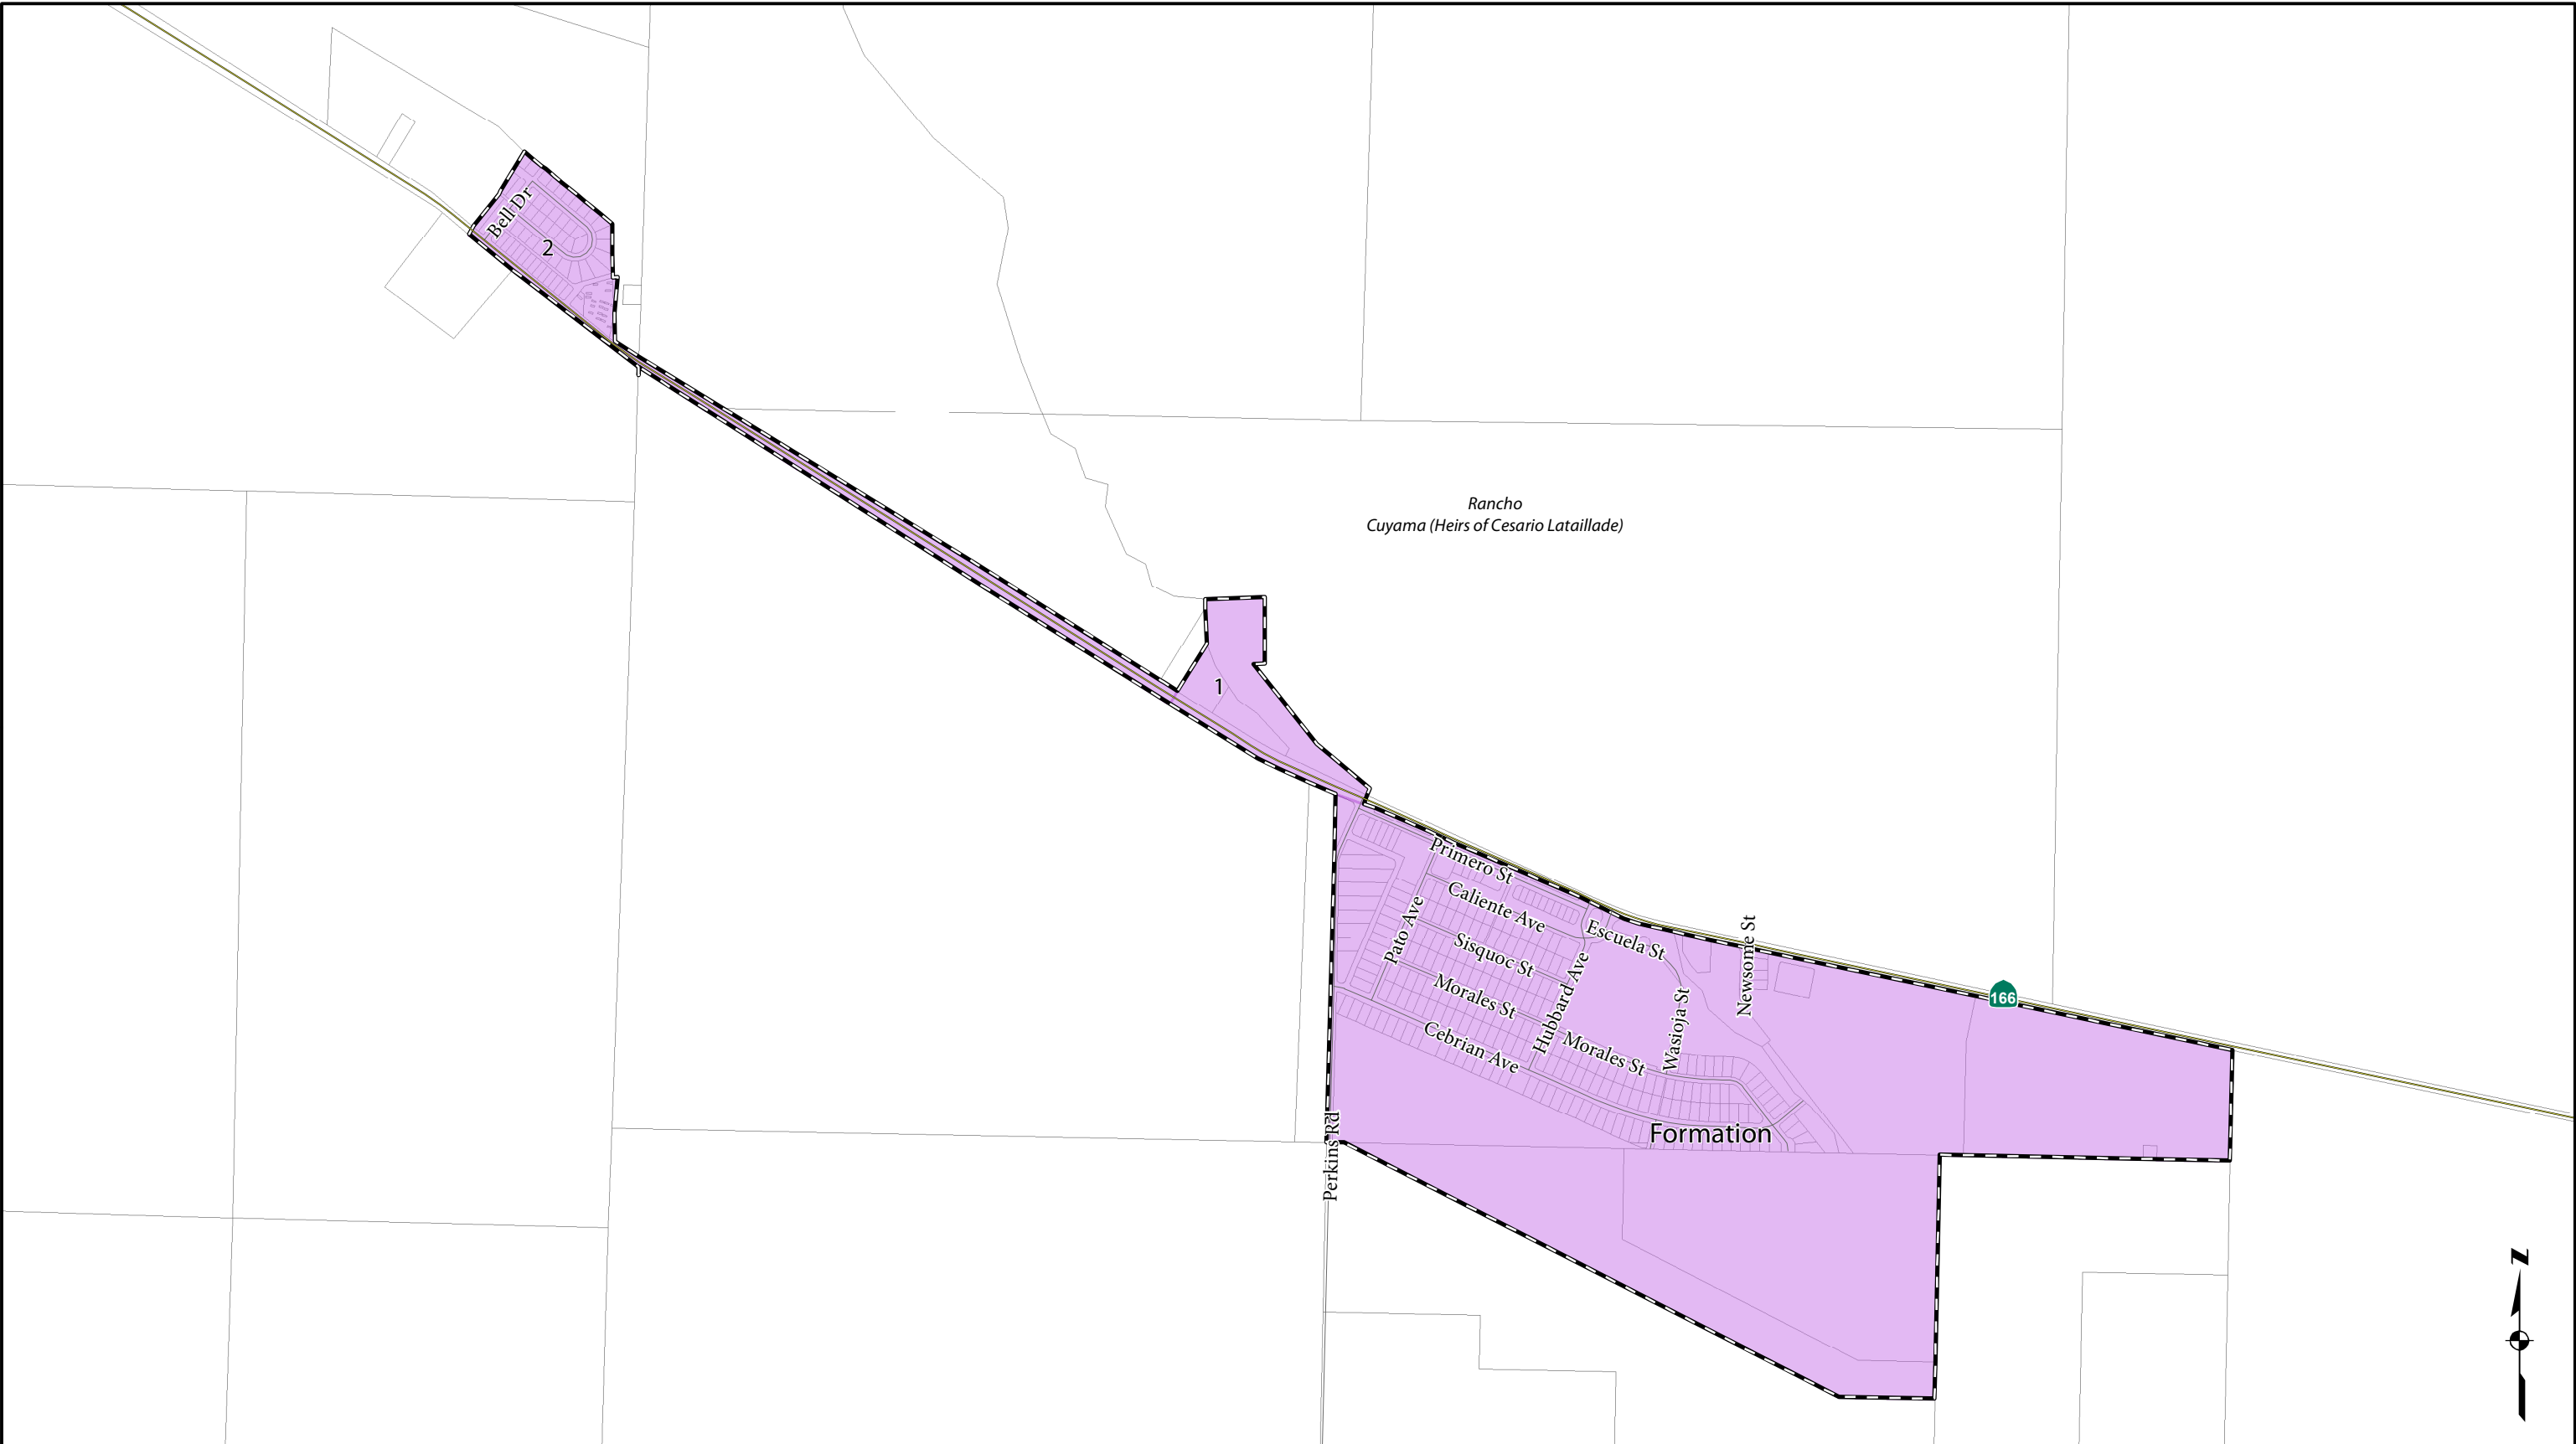 Bell Dr
2
Rancho
Cuyama (Heirs of Cesario Lataillade)
1
Primero St
Caliente Ave
Pato Ave
Escuela St
Newsome St
Sisquoc St
Hubbard Ave
Morales St
166
Wasioja St
Cebrian Ave
Morales St
Formation
Perkins Rd
N